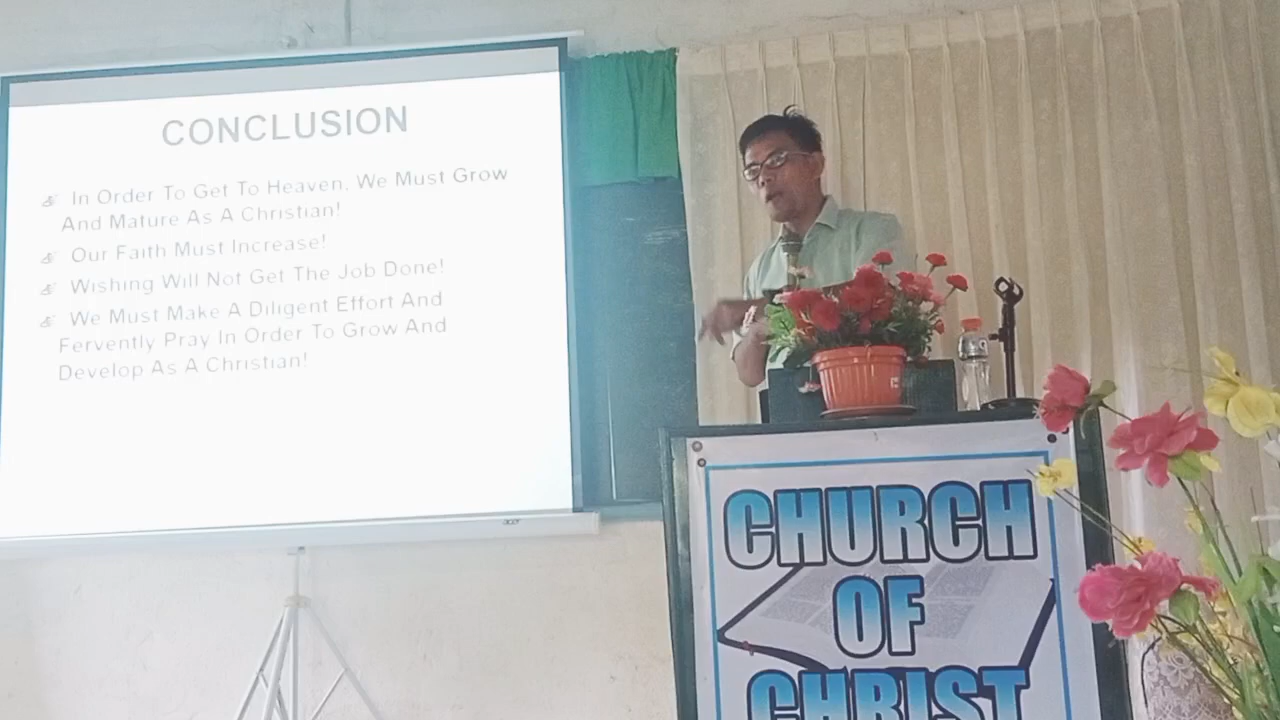 CONCLUSION
In Order To Get To Heaven, We Must Grow
And Mature As A Christian!
Our Faith Must Increase!
Wishing Will Not Get The Job Done!
We Must Make A Diligent Effort And
Fervently Pray In Order To Grow And
Develop As A Christian!
acer
CHURCH
OF
CHRIST